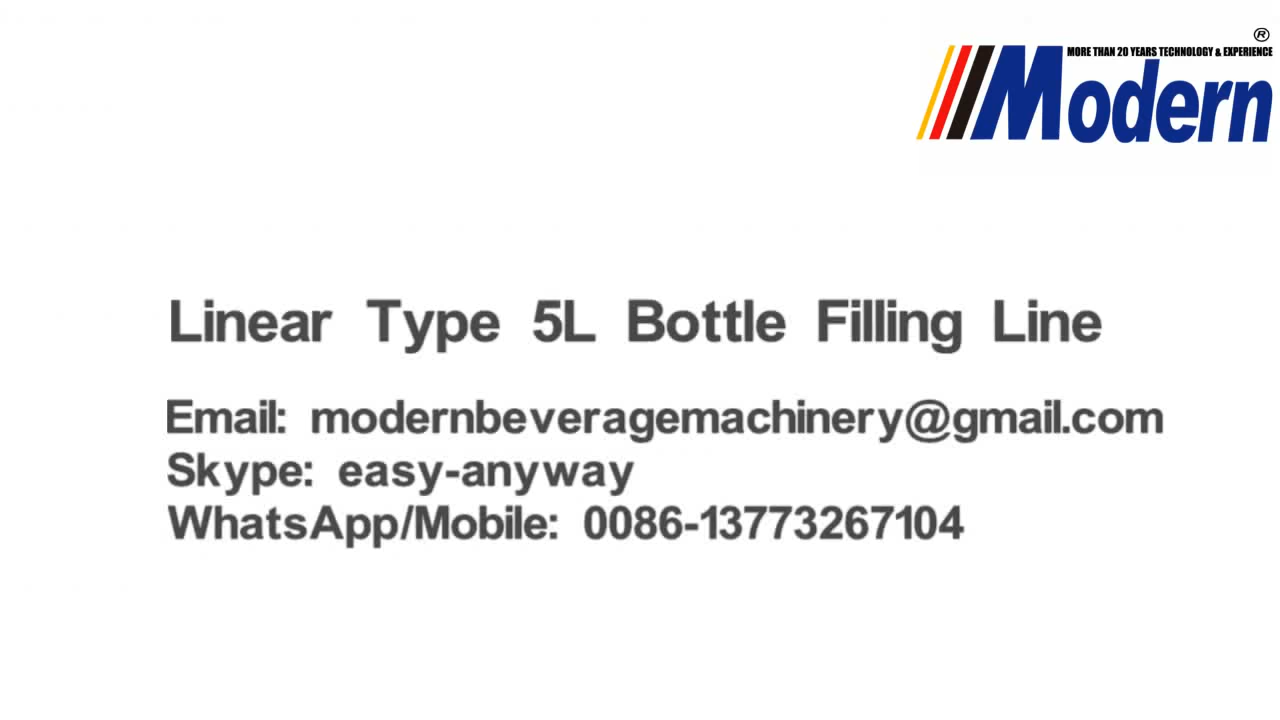 ®
MORE THAN 20 YEARS TECHNOLOGY & EXPERIENCE
Modern
Linear Type 5L Bottle Filling Line
Email: modernbeveragemachinery@gmail.com
Skype: easy-anyway
WhatsApp/Mobile: 0086-13773267104